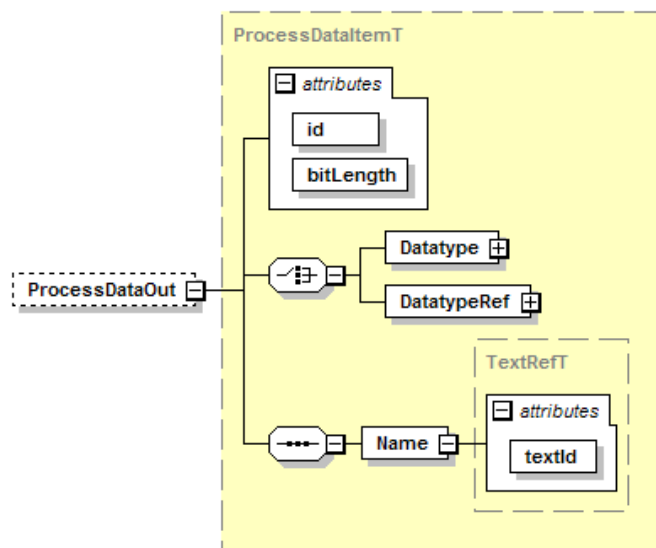 ProcessDataItemT
attributes
id
bitLength
Datatype
ProcessDataOut
DatatypeRef
TextRefT
attributes
Name
textId